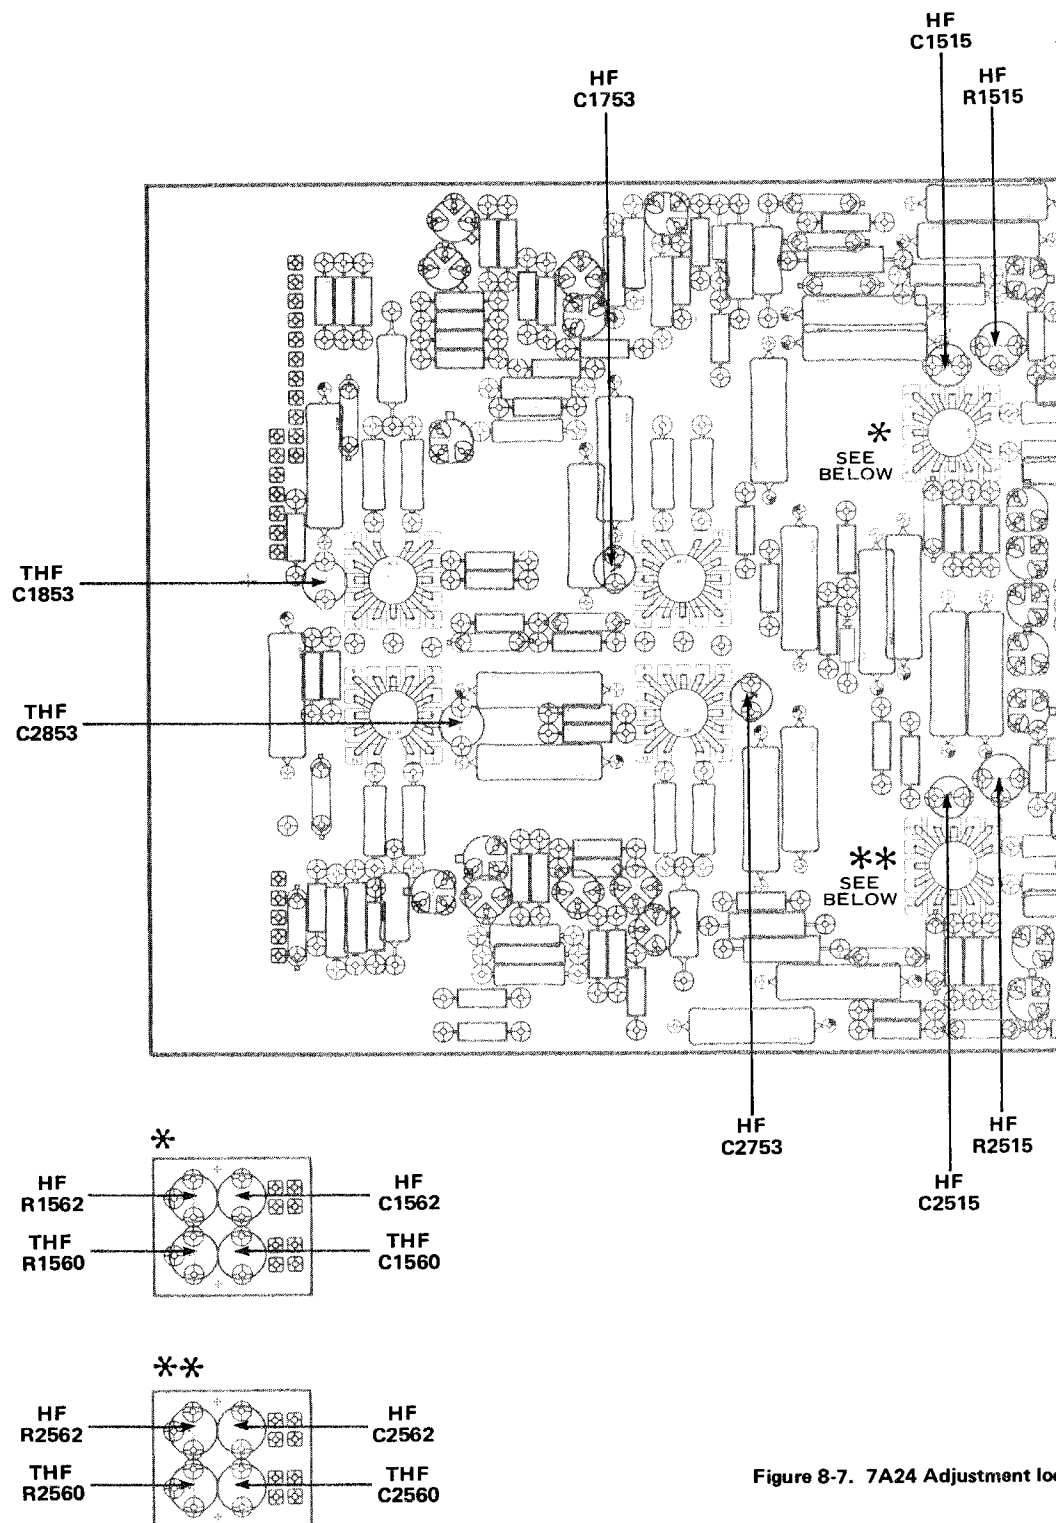 HF
C1515
HF
R1515
HF
C1753
*
SEE
BELOW
THF
C1853
THF
C2853
**
SEE
BELOW
HF
C2753
HF
R2515
HF
C2515
*
HF
R1562
HF
C1562
THF
R1560
THF
C1560
**
HF
R2562
HF
C2562
THF
R2560
THF
C2560
Figure 8-7. 7A24 Adjustment